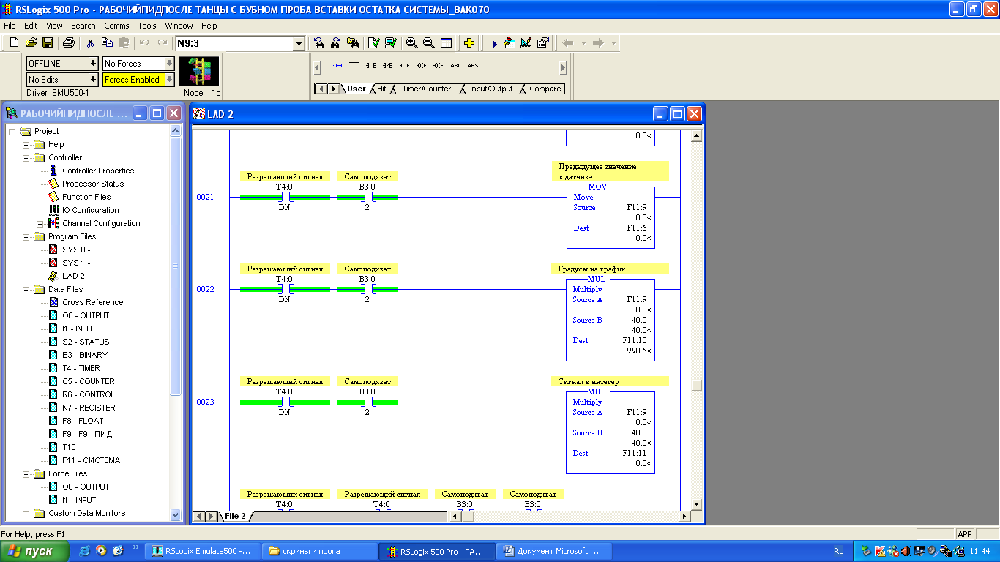 RSLogix 500 Pro - РАБОЧИЙПИДПОСЛЕ ТАНЦЫ С БУБНОМ ПРОБА ВСТАВКИ ОСТАТКА СИСТЕМЫ_BAK070
File Edit View Search Comms Tools Window Help
N9:3
OFFLINE No Forces
No Edits Forces Enabled
Driver: EMU500-1 Node : 1d
ABL ABS
User Bit Timer/Counter Input/Output Compare
РАБОЧИЙПИДПОСЛЕ ...
Project
Help
Controller
Controller Properties
Processor Status
Function Files
IO Configuration
Channel Configuration
Program Files
SYS 0 -
SYS 1 -
LAD 2 -
Data Files
Cross Reference
O0 - OUTPUT
I1 - INPUT
S2 - STATUS
B3 - BINARY
T4 - TIMER
C5 - COUNTER
R6 - CONTROL
N7 - REGISTER
F8 - FLOAT
F9 - F9 - ПИД
T10
F11 - СИСТЕМА
Force Files
O0 - OUTPUT
I1 - INPUT
Custom Data Monitors
LAD 2
0.0<
Предыдущее значение
в датчике
Разрешающий сигнал Самоподхват
T4:0 B3:0 MOV
0021
DN 2
Move
Source F11:9
0.0<
Dest F11:6
0.0<
Разрешающий сигнал Самоподхват Градусы на график
T4:0 B3:0 MUL
0022
DN 2
Multiply
Source A F11:9
0.0<
Source B 40.0
40.0<
Dest F11:10
990.5<
Разрешающий сигнал Самоподхват Сигнал в интегер
T4:0 B3:0 MUL
0023
DN 2
Multiply
Source A F11:9
0.0<
Source B 40.0
40.0<
Dest F11:11
0.0<
Разрешающий сигнал Разрешающий сигнал Самоподхват Самоподхват
T4:0 T4:0 B3:0 B3:0
File 2
For Help, press F1
APP
пуск
RSLogix Emulate500 -...
скрины и прога
RSLogix 500 Pro - РА...
Документ Microsoft ...
RL
11:44